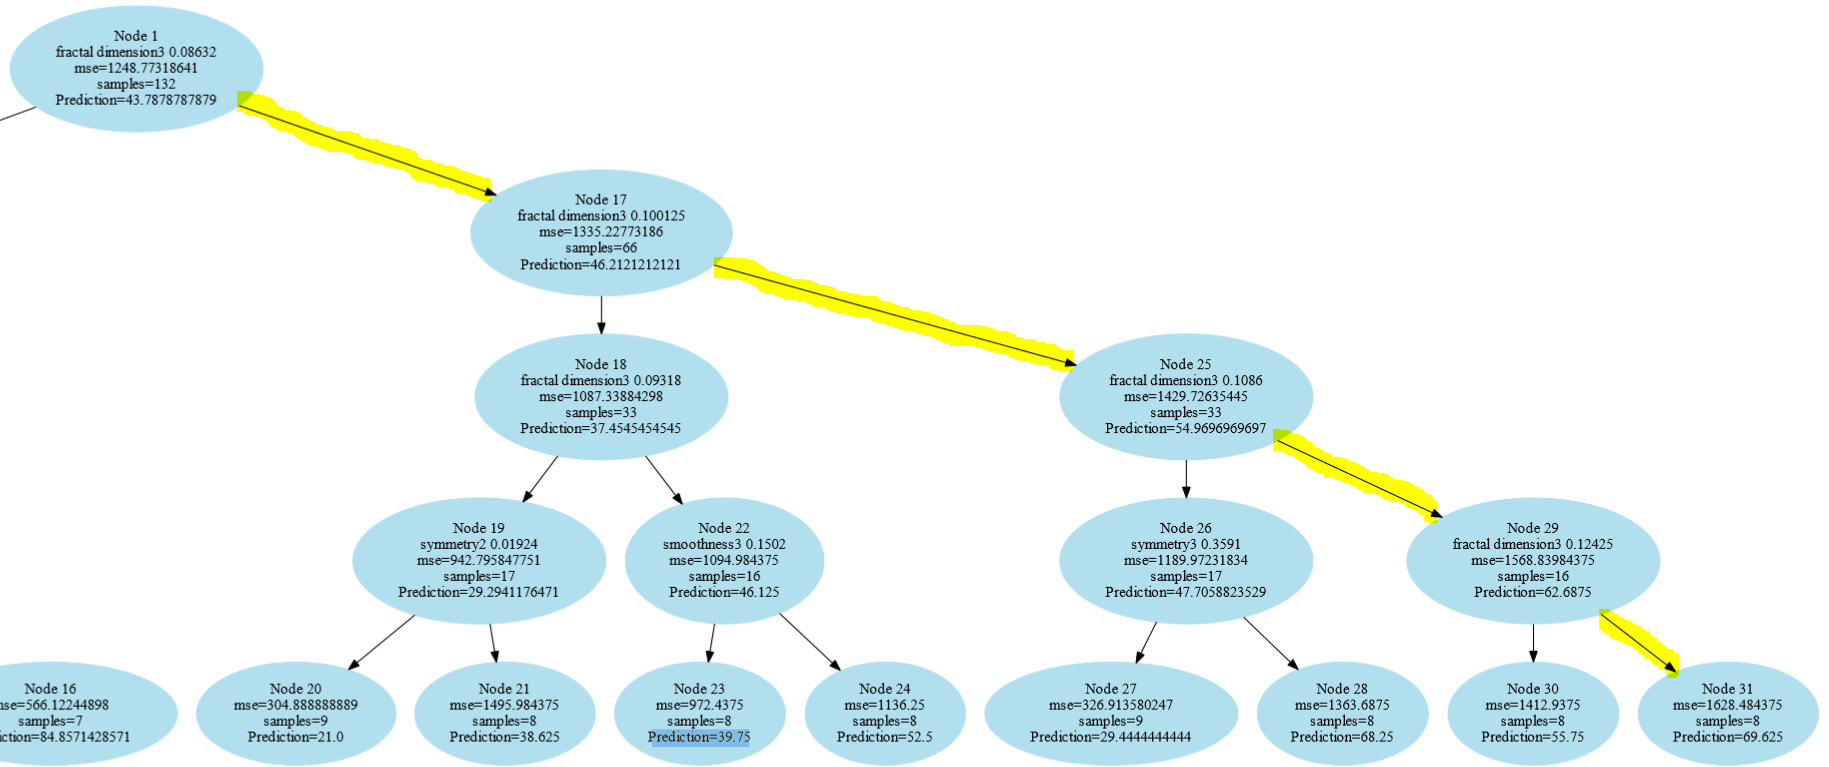 Node 1
fractal dimension3 0.08632
mse=1248.77318641
samples=132
Prediction=43.7878787879
Node 17
fractal dimension3 0.100125
mse=1335.22773186
samples=66
Prediction=46.2121212121
Node 18
fractal dimension3 0.09318
mse=1087.33884298
samples=33
Prediction=37.4545454545
Node 25
fractal dimension3 0.1086
mse=1429.72635445
samples=33
Prediction=54.9696969697
Node 19
symmetry2 0.01924
mse=942.795847751
samples=17
Prediction=29.2941176471
Node 22
smoothness3 0.1502
mse=1094.984375
samples=16
Prediction=46.125
Node 26
symmetry3 0.3591
mse=1189.97231834
samples=17
Prediction=47.7058823529
Node 29
fractal dimension3 0.12425
mse=1568.83984375
samples=16
Prediction=62.6875
Node 16
se=566.12244898
samples=7
iction=84.8571428571
Node 20
mse=304.888888889
samples=9
Prediction=21.0
Node 21
mse=1495.984375
samples=8
Prediction=38.625
Node 23
mse=972.4375
samples=8
Prediction=39.75
Node 24
mse=1136.25
samples=8
Prediction=52.5
Node 27
mse=326.913580247
samples=9
Prediction=29.4444444444
Node 28
mse=1363.6875
samples=8
Prediction=68.25
Node 30
mse=1412.9375
samples=8
Prediction=55.75
Node 31
mse=1628.484375
samples=8
Prediction=69.625